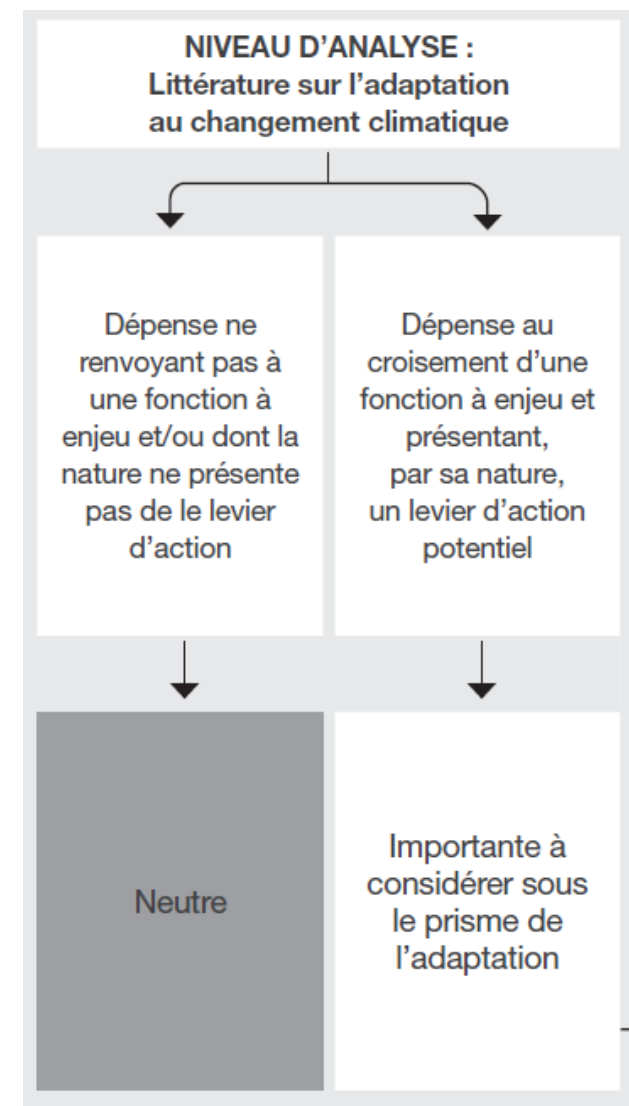 NIVEAU D’ANALYSE :
Littérature sur l’adaptation
au changement climatique
Dépense ne
renvoyant pas à
une fonction à
enjeu et/ou dont la
nature ne présente
pas de le levier
d’action
Dépense au
croisement d’une
fonction à enjeu et
présentant,
par sa nature,
un levier d’action
potentiel
Neutre
Importante à
considérer sous
le prisme de
l’adaptation